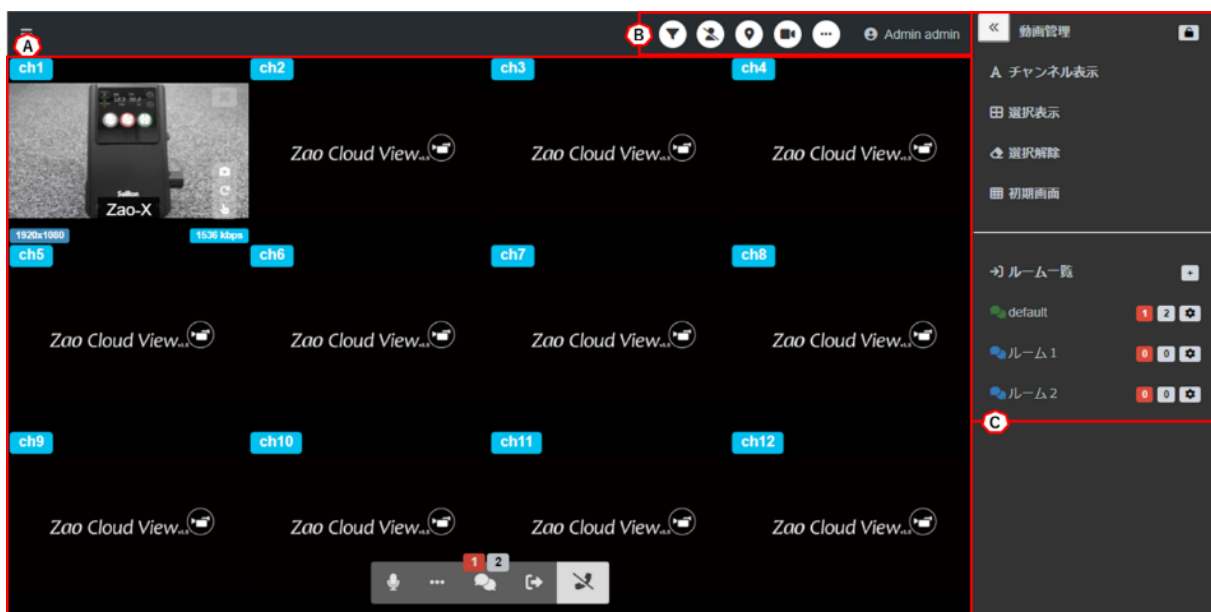 A
B
Admin admin
動画管理
ch1
ch2
ch3
ch4
A チャンネル表示
選択表示
選択解除
初期画面
Soliton
Zao-X
Zao Cloud View
Zao Cloud View
Zao Cloud View
1920x1080
1536 kbps
ch5
ch6
ch7
ch8
ルーム一覧
+
default
1
2
ルーム1
0
0
ルーム2
0
0
Zao Cloud View
Zao Cloud View
Zao Cloud View
Zao Cloud View
C
ch9
ch10
ch11
ch12
Zao Cloud View
Zao Cloud View
Zao Cloud View
Zao Cloud View
1
2